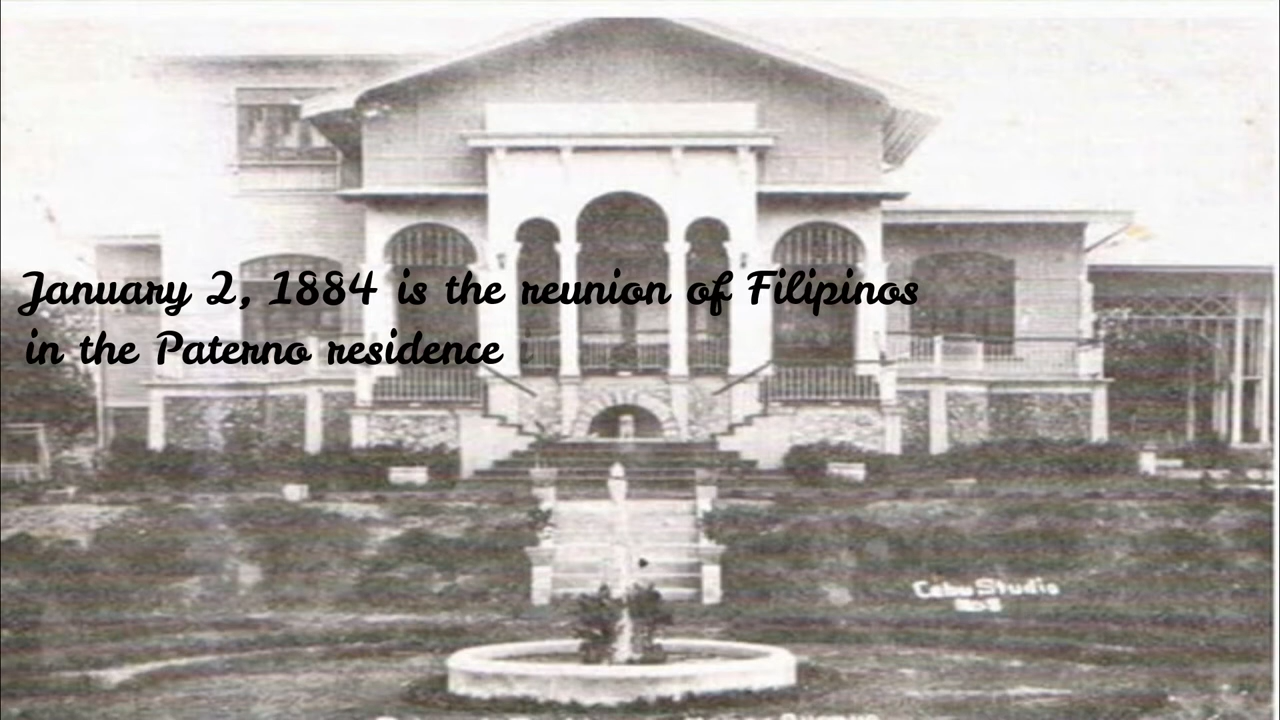 January 2, 1884 is the reunion of Filipinos
in the Paterno residence
Cebu Studio